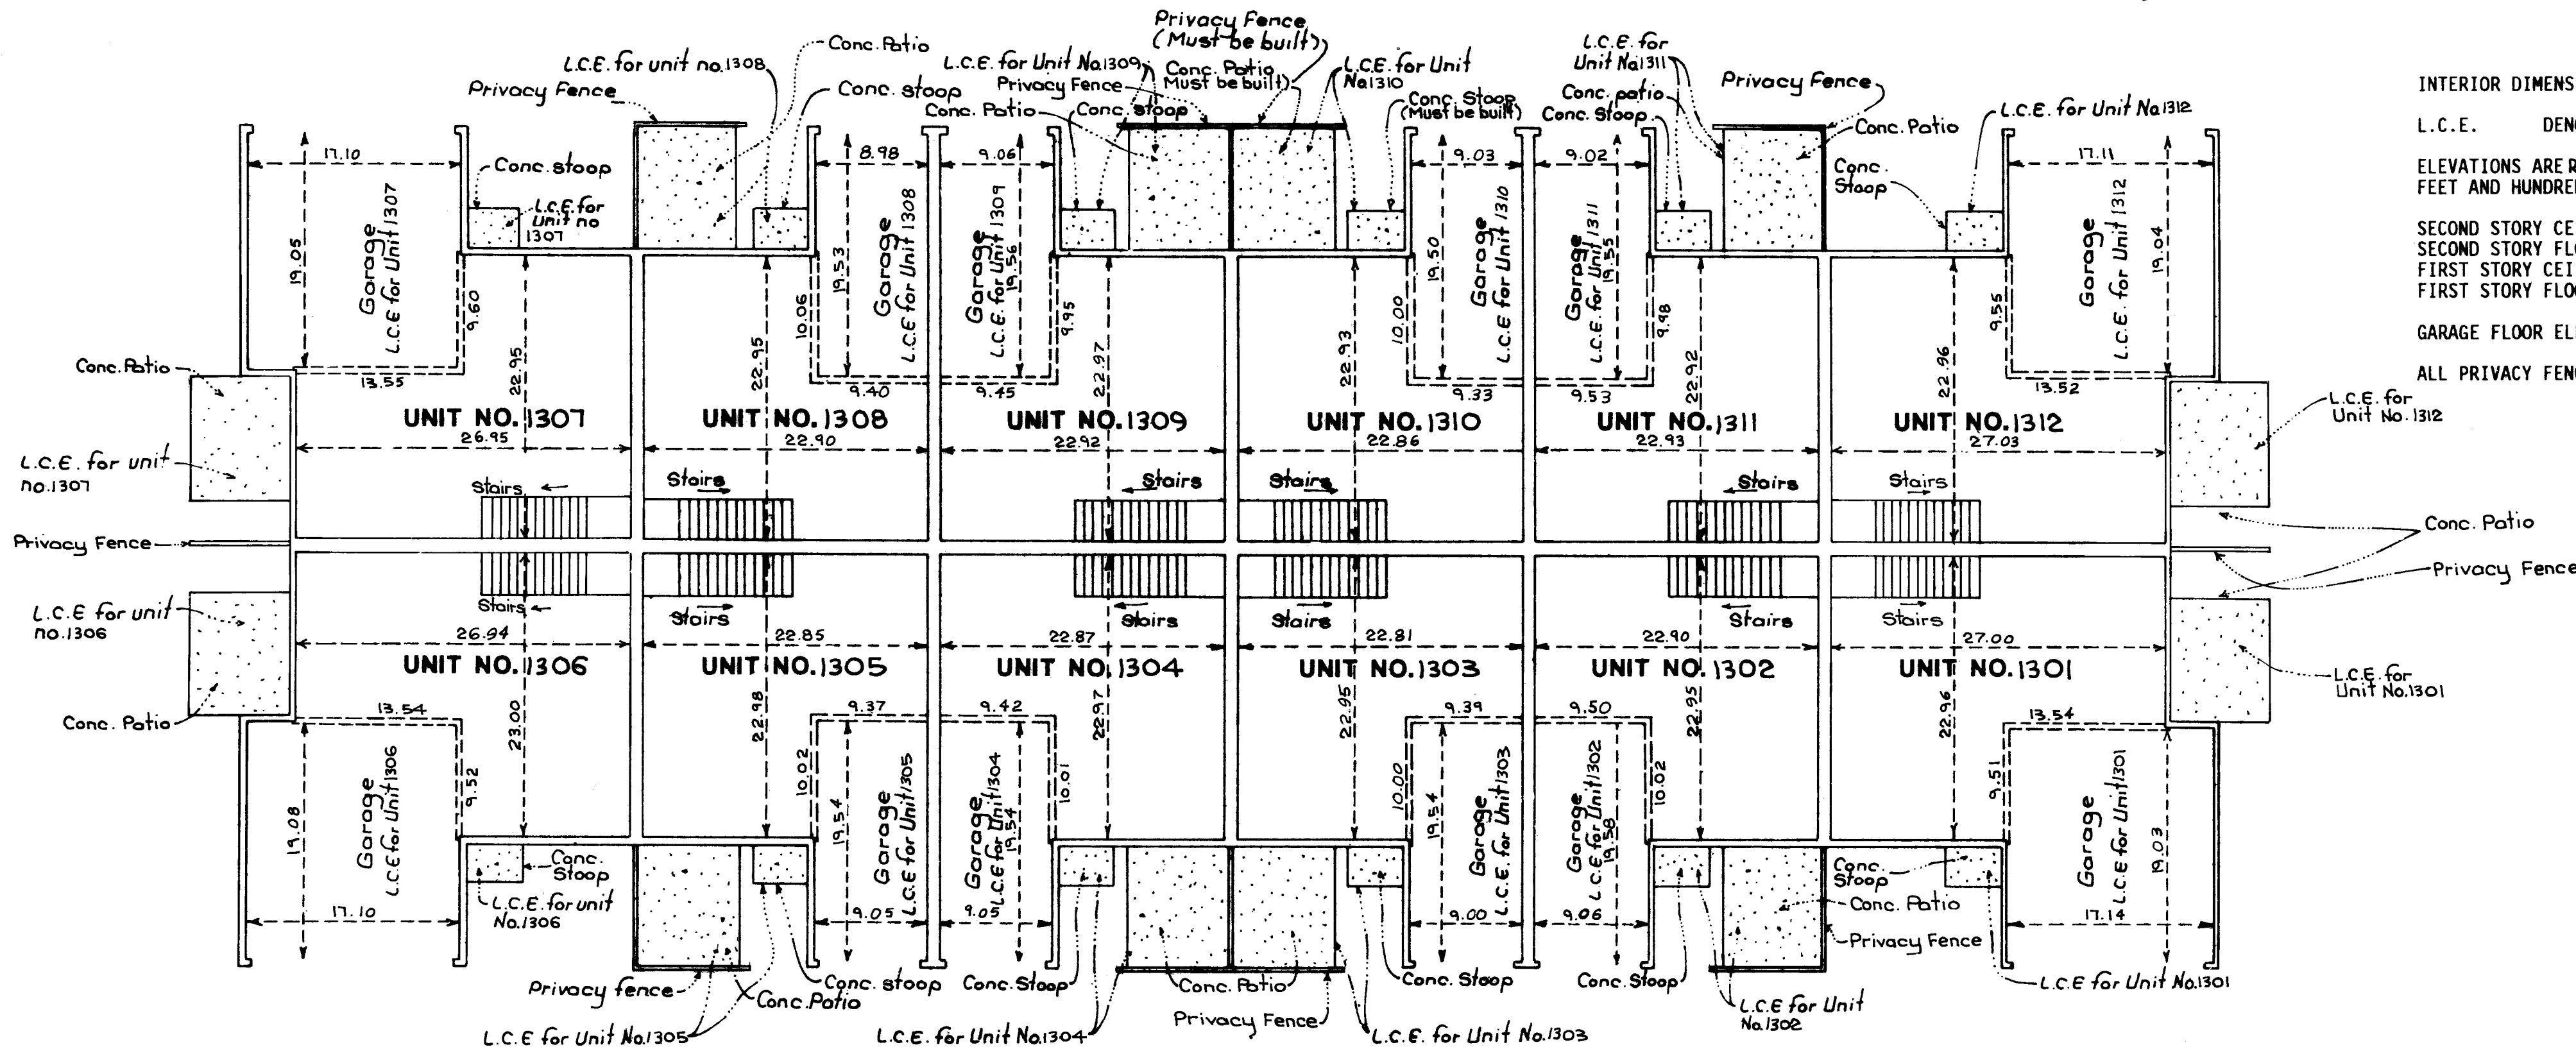 Privacy Fence
(Must be built)
Conc. Patio
L.C.E. for unit no.1308
Privacy Fence
Conc. stoop
L.C.E. for Unit No.1309
Conc. Patio
Must be built)
Privacy Fence
Conc. Patio
Conc. stoop
L.C.E. for Unit
No.1310
Conc. Stoop
(Must be built)
L.C.E. for
Unit No.1311
Conc. patio
Conc. Stoop
Privacy Fence
Conc. Patio
L.C.E. for Unit No.1312
Conc.
Stoop
INTERIOR DIMENS
L.C.E. DEN
ELEVATIONS ARE R
FEET AND HUNDRE
SECOND STORY CE
SECOND STORY FLO
FIRST STORY CEI
FIRST STORY FLO
GARAGE FLOOR EL
ALL PRIVACY FEN
17.10
8.98
9.06
9.03
9.02
17.11
Conc. stoop
L.C.E. for
Unit no
1307
19.05
Garage
L.C.E. for Unit 1307
9.60
22.95
13.55
22.95
10.06
19.53
Garage
L.C.E for Unit 1308
Garage
L.C.E. for Unit 1309
19.56
9.95
22.97
9.40
9.45
22.93
10.00
19.50
Garage
L.C.E for Unit 1310
Garage
L.C.E. for Unit 1311
19.55
9.98
22.92
9.33
9.53
22.96
9.55
Garage
L.C.E. for Unit 1312
19.04
13.52
Conc. Patio
UNIT NO. 1307
UNIT NO. 1308
UNIT NO. 1309
UNIT NO. 1310
UNIT NO. 1311
UNIT NO. 1312
L.C.E. for
Unit No. 1312
26.95
22.90
22.92
22.86
22.93
27.03
L.C.E. for unit
no.1307
Stairs
Stairs
Stairs
Stairs
Stairs
Stairs
Privacy Fence
Conc. Patio
Privacy Fence
Stairs
Stairs
Stairs
Stairs
Stairs
Stairs
L.C.E for unit
no.1306
26.94
22.85
22.87
22.81
22.90
27.00
UNIT NO. 1306
UNIT NO. 1305
UNIT NO. 1304
UNIT NO. 1303
UNIT NO. 1302
UNIT NO. 1301
L.C.E. for
Unit No.1301
Conc. Patio
13.54
9.37
9.42
9.39
9.50
13.54
19.08
Garage
L.C.E for Unit 1306
9.52
23.00
22.98
10.02
19.54
Garage
L.C.E for Unit 1305
Garage
L.C.E for Unit 1304
19.54
10.01
22.97
22.95
10.00
19.54
Garage
L.C.E. for Unit 1303
Garage
L.C.E for Unit 1302
19.58
10.02
22.95
22.96
9.51
Garage
L.C.E for Unit 1301
19.03
17.10
9.05
9.05
9.00
9.06
17.14
Conc.
Stoop
L.C.E. for unit
No.1306
Conc.
Stoop
Conc. Patio
Privacy Fence
Privacy fence
Conc. Patio
Conc. stoop
Conc. Stoop
Conc. Patio
Conc. Stoop
Conc. Stoop
L.C.E for Unit No.1301
L.C.E for Unit
No.1302
Privacy Fence
L.C.E for Unit No.1305
L.C.E. for Unit No.1304
L.C.E. for Unit No.1303